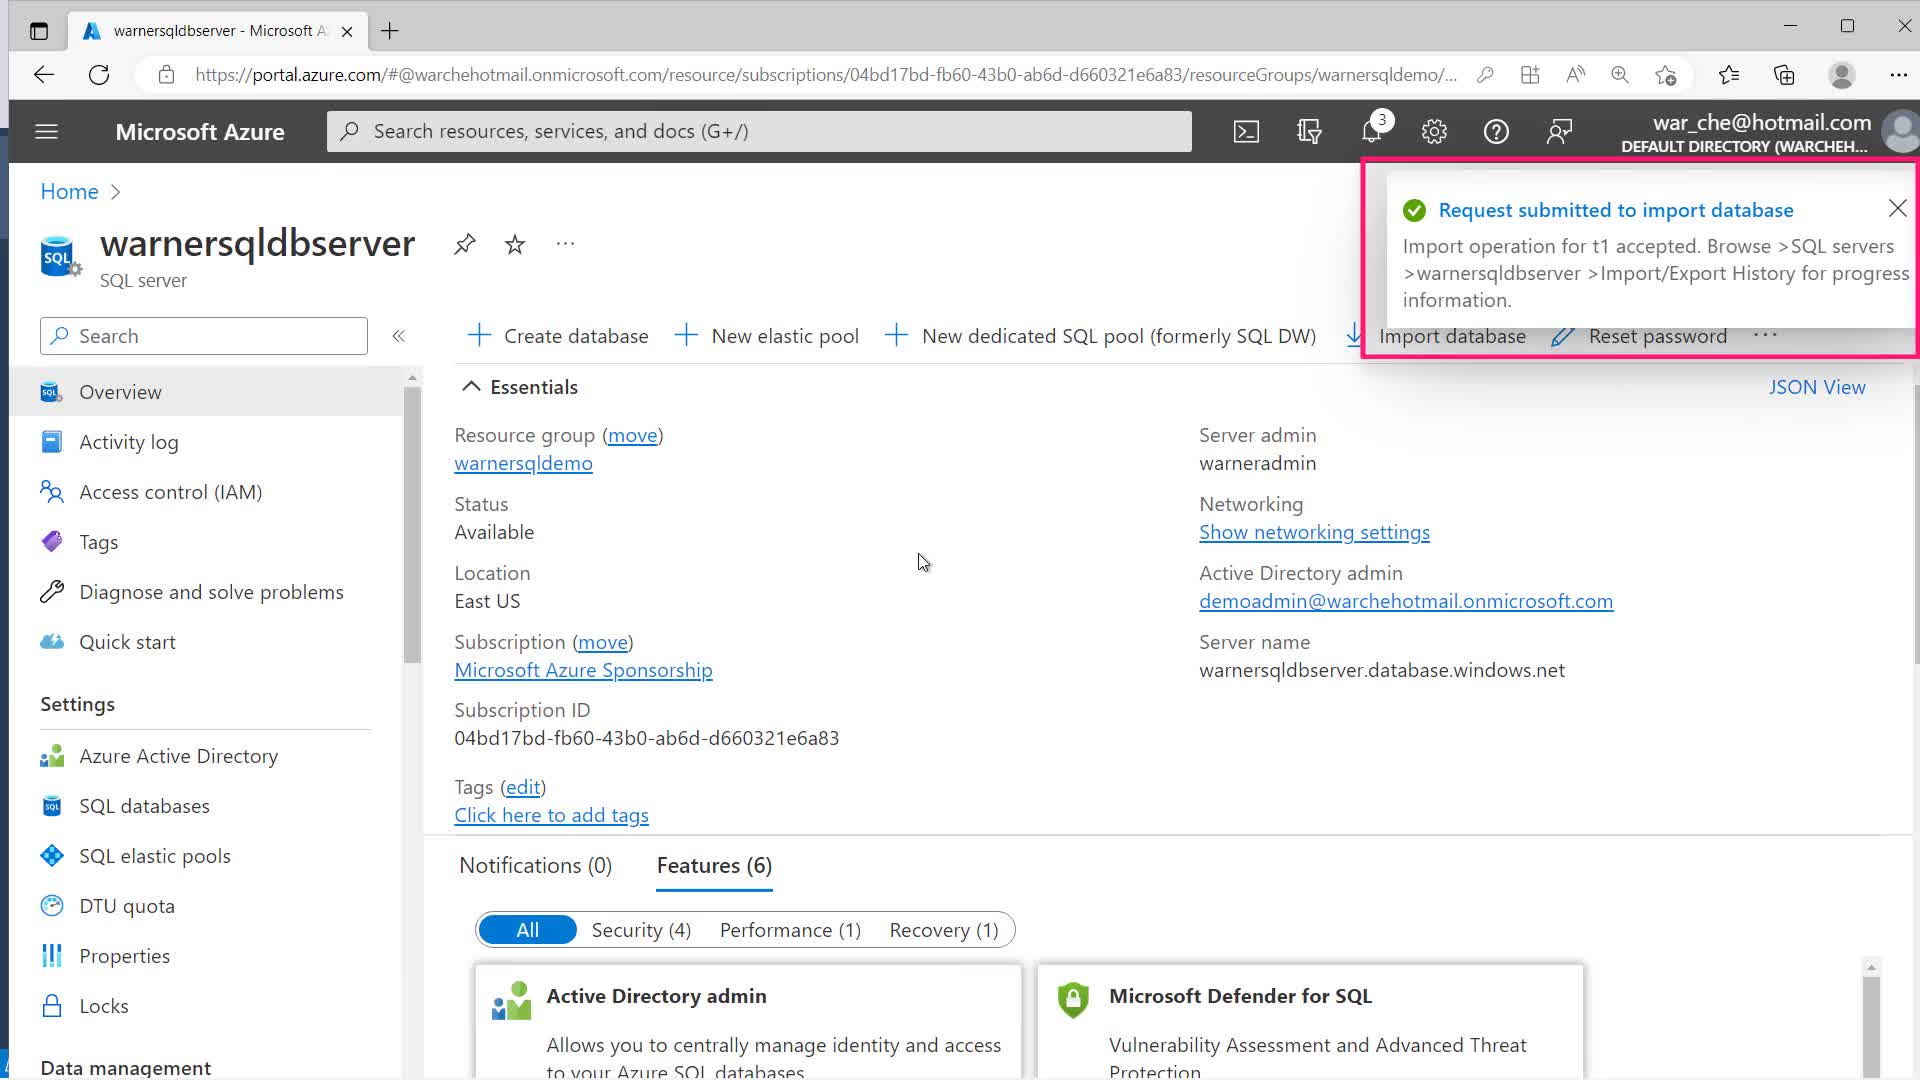 warnersqldbserver - Microsoft A
https://portal.azure.com/#@warchehotmail.onmicrosoft.com/resource/subscriptions/04bd17bd-fb60-43b0-ab6d-d660321e6a83/resourceGroups/warnersqldemo/...
Microsoft Azure
Search resources, services, and docs (G+/)
3
war_che@hotmail.com
DEFAULT DIRECTORY (WARCHEH...
Home
Request submitted to import database
Import operation for t1 accepted. Browse >SQL servers
>warnersqldbserver >Import/Export History for progress
information.
SQL
warnersqldbserver
SQL server
Search
Create database
New elastic pool
New dedicated SQL pool (formerly SQL DW)
Import database
Reset password
Essentials
JSON View
Resource group (move)
warnersqldemo
Status
Available
Location
East US
Subscription (move)
Microsoft Azure Sponsorship
Subscription ID
04bd17bd-fb60-43b0-ab6d-d660321e6a83
Tags (edit)
Click here to add tags
Server admin
warneradmin
Networking
Show networking settings
Active Directory admin
demoadmin@warchehotmail.onmicrosoft.com
Server name
warnersqldbserver.database.windows.net
Overview
Activity log
Access control (IAM)
Tags
Diagnose and solve problems
Quick start
Settings
Azure Active Directory
SQL databases
SQL elastic pools
DTU quota
Properties
Locks
Data management
Notifications (0)
Features (6)
All
Security (4)
Performance (1)
Recovery (1)
Active Directory admin
Allows you to centrally manage identity and access
to your Azure SQL databases
Microsoft Defender for SQL
Vulnerability Assessment and Advanced Threat
Protection